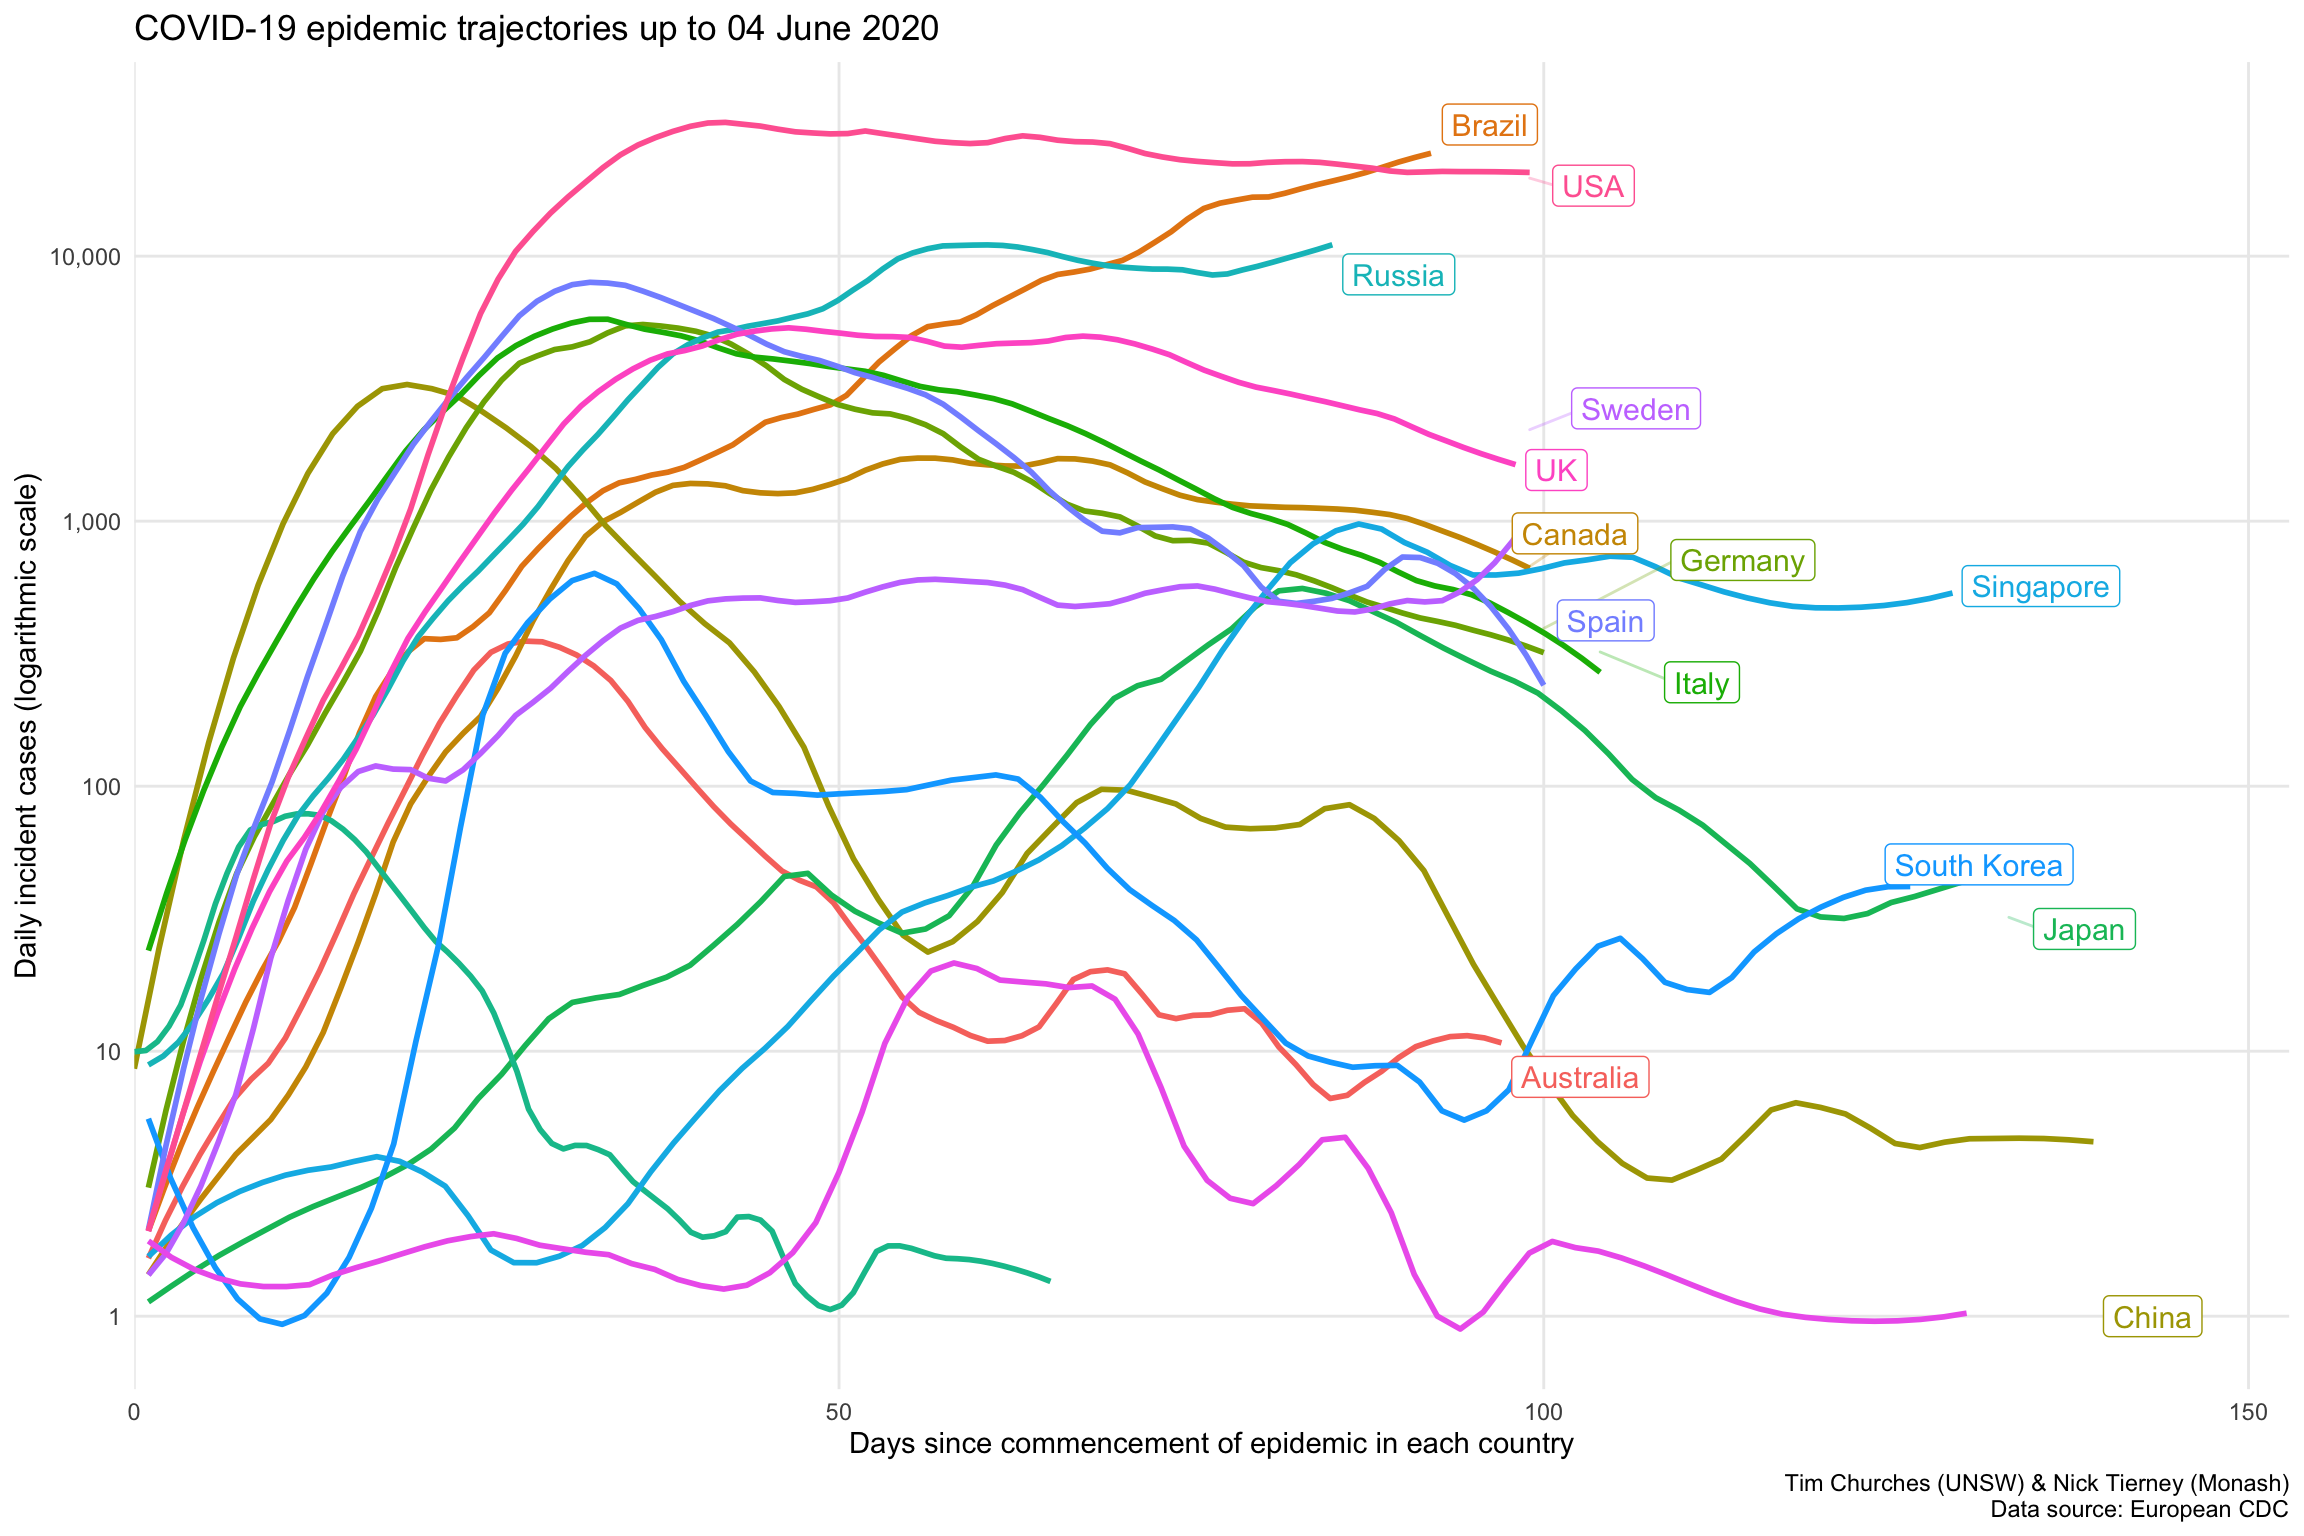 COVID-19 epidemic trajectories up to 04 June 2020
Daily incident cases (logarithmic scale)
10,000
1,000
100
10
1
Brazil
USA
Russia
Sweden
UK
Canada
Germany
Singapore
Spain
Italy
South Korea
Japan
Australia
China
0
50
100
150
Days since commencement of epidemic in each country
Tim Churches (UNSW) & Nick Tierney (Monash)
Data source: European CDC